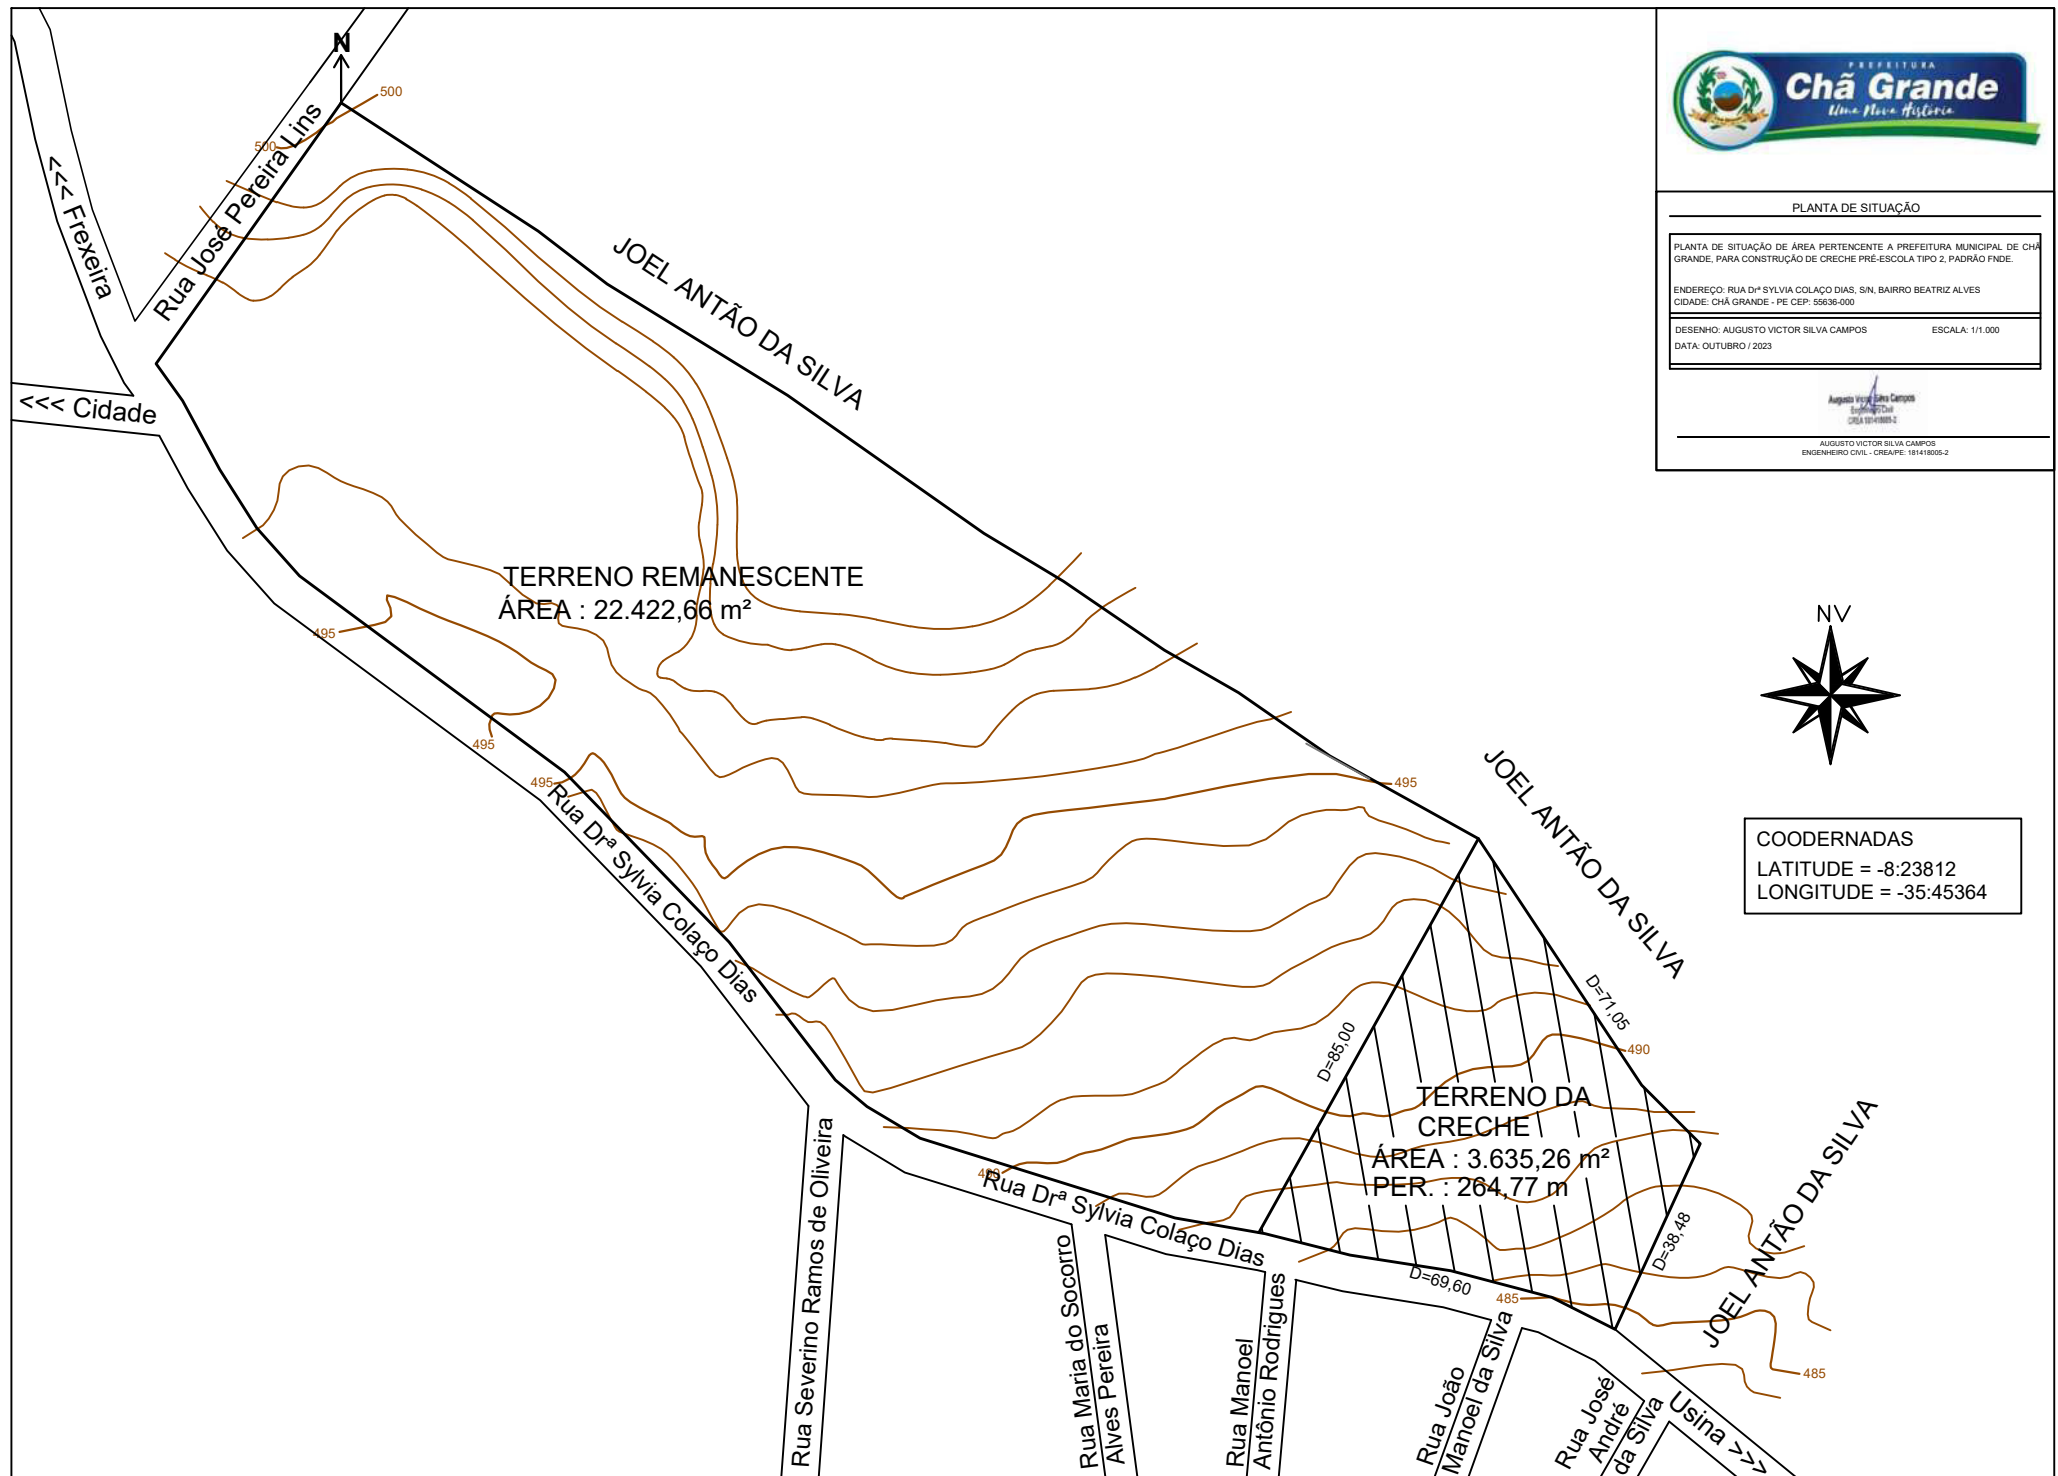 N
500
500
<<< Frexeira
Rua José Pereira Lins
<<< Cidade
JOEL ANTÃO DA SILVA
PREFEITURA
Chã Grande
Uma Nova História
PLANTA DE SITUAÇÃO
PLANTA DE SITUAÇÃO DE ÁREA PERTENCENTE A PREFEITURA MUNICIPAL DE CHÃ
GRANDE, PARA CONSTRUÇÃO DE CRECHE PRÉ-ESCOLA TIPO 2, PADRÃO FNDE.
ENDEREÇO: RUA Drª SYLVIA COLAÇO DIAS, S/N, BAIRRO BEATRIZ ALVES
CIDADE: CHÃ GRANDE - PE CEP: 55636-000
DESENHO: AUGUSTO VICTOR SILVA CAMPOS ESCALA: 1/1.000
DATA: OUTUBRO / 2023
Augusto Victor Silva Campos
Engenheiro Civil
AUGUSTO VICTOR SILVA CAMPOS
ENGENHEIRO CIVIL - CREA/PE: 181418005-2
TERRENO REMANESCENTE
ÁREA : 22.422,66 m²
495
495
495
495
NV
COODERNADAS
LATITUDE = -8:23812
LONGITUDE = -35:45364
Rua Drª Sylvia Colaço Dias
JOEL ANTÃO DA SILVA
D=71,05
D=85,00
490
TERRENO DA
CRECHE
ÁREA : 3.635,26 m²
PER. : 264,77 m
490
Rua Drª Sylvia Colaço Dias
D=69,60
D=38,48
485
485
JOEL ANTÃO DA SILVA
Rua Severino Ramos de Oliveira
Rua Maria do Socorro
Alves Pereira
Rua Manoel
Antônio Rodrigues
Rua João
Manoel da Silva
Rua José
André
da Silva
Usina >>>